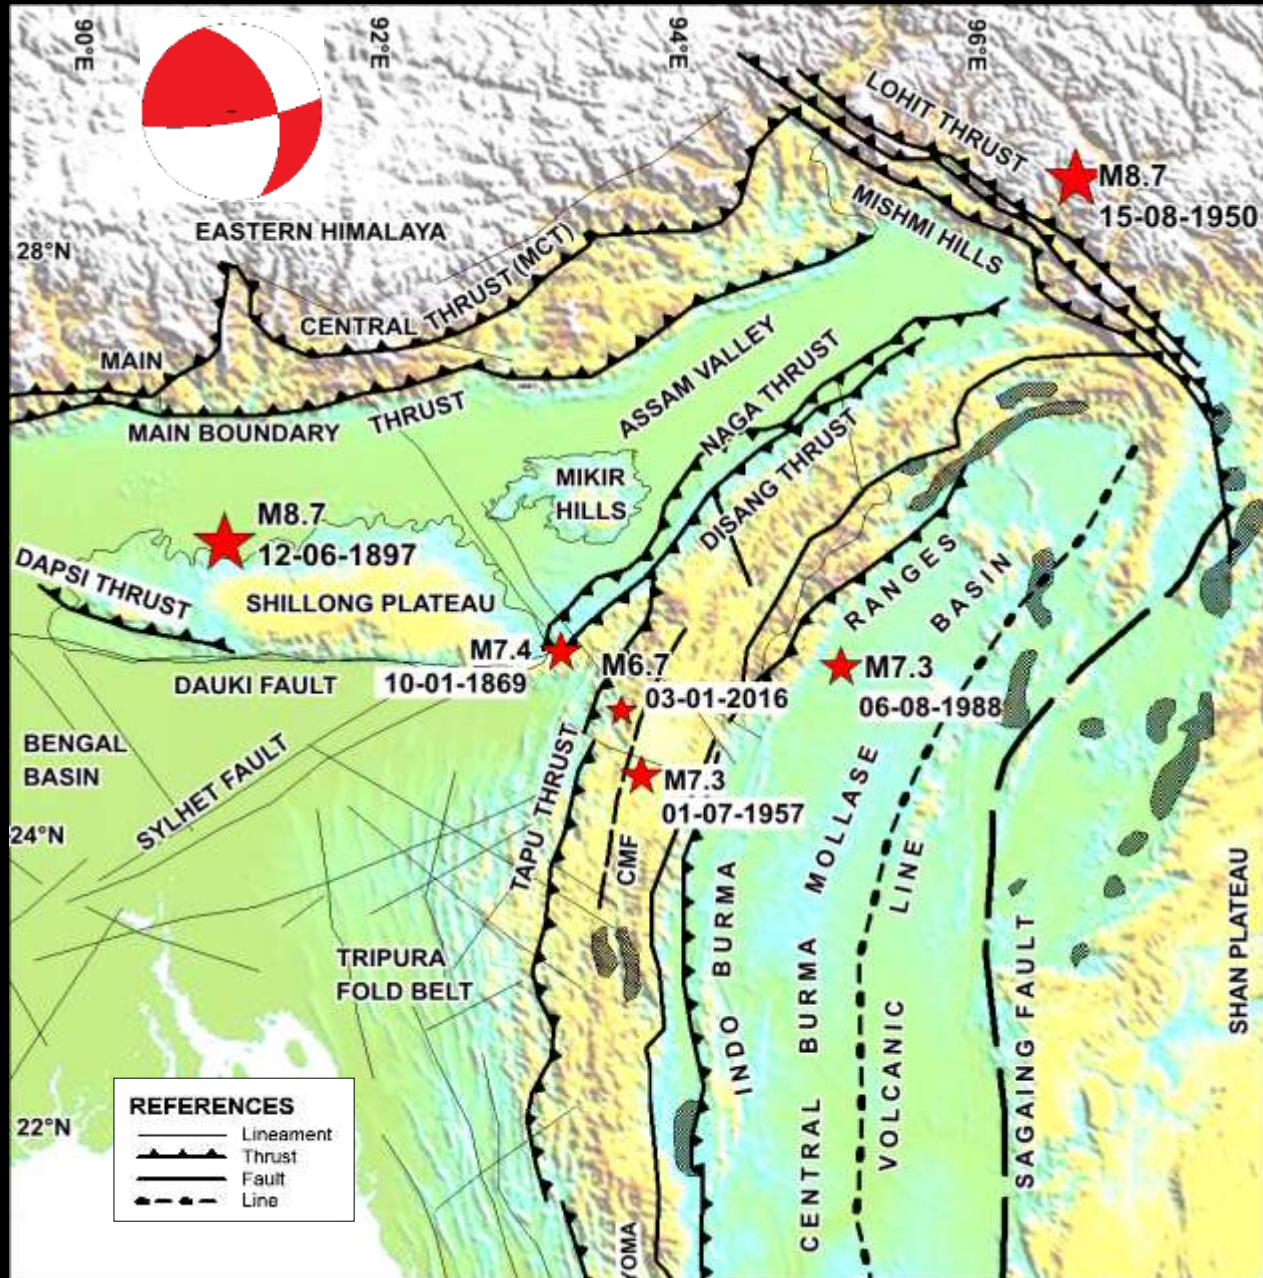 90°E
92°E
94°E
96°E
LOHIT THRUST
M8.7
15-08-1950
MISHMI HILLS
EASTERN HIMALAYA
28°N
THRUST (MCT)
CENTRAL
MAIN
THRUST
MAIN BOUNDARY
ASSAM VALLEY
NAGA THRUST
DISANG THRUST
MIKIR
HILLS
M8.7
12-06-1897
DAPSI THRUST
SHILLONG PLATEAU
RANGES
BASIN
M7.4
10-01-1869
M6.7
03-01-2016
M7.3
06-08-1988
DAUKI FAULT
BENGAL
BASIN
SYLHET FAULT
TAPU THRUST
M7.3
01-07-1957
24°N
CMF
MOLLASE
LINE
INDO BURMA
CENTRAL BURMA
VOLCANIC
SAGAING FAULT
SHAN PLATEAU
TRIPURA
FOLD BELT
22°N
REFERENCES
Lineament
Thrust
Fault
Line
YOMA